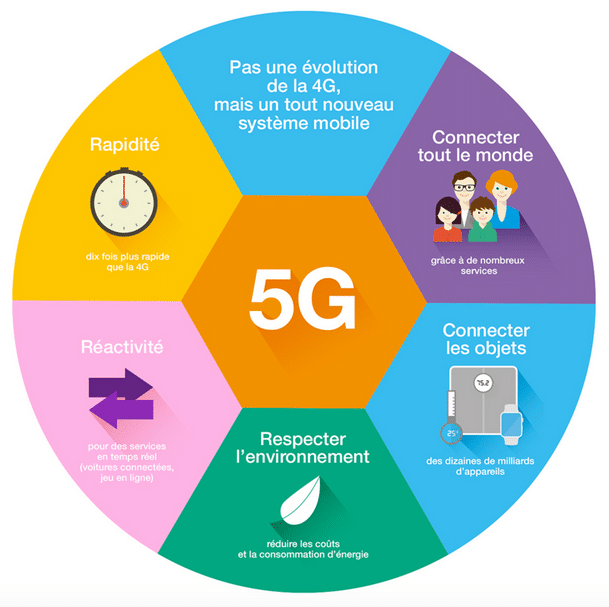 Pas une évolution
de la 4G,
mais un tout nouveau
système mobile
Rapidité
dix fois plus rapide
que la 4G
Connecter
tout le monde
grâce à de nombreux
services
5G
Réactivité
pour des services
en temps réel
(voitures connectées,
jeu en ligne)
Connecter
les objets
75.2
25°
des dizaines de milliards
d'appareils
Respecter
l'environnement
réduire les coûts
et la consommation d'énergie